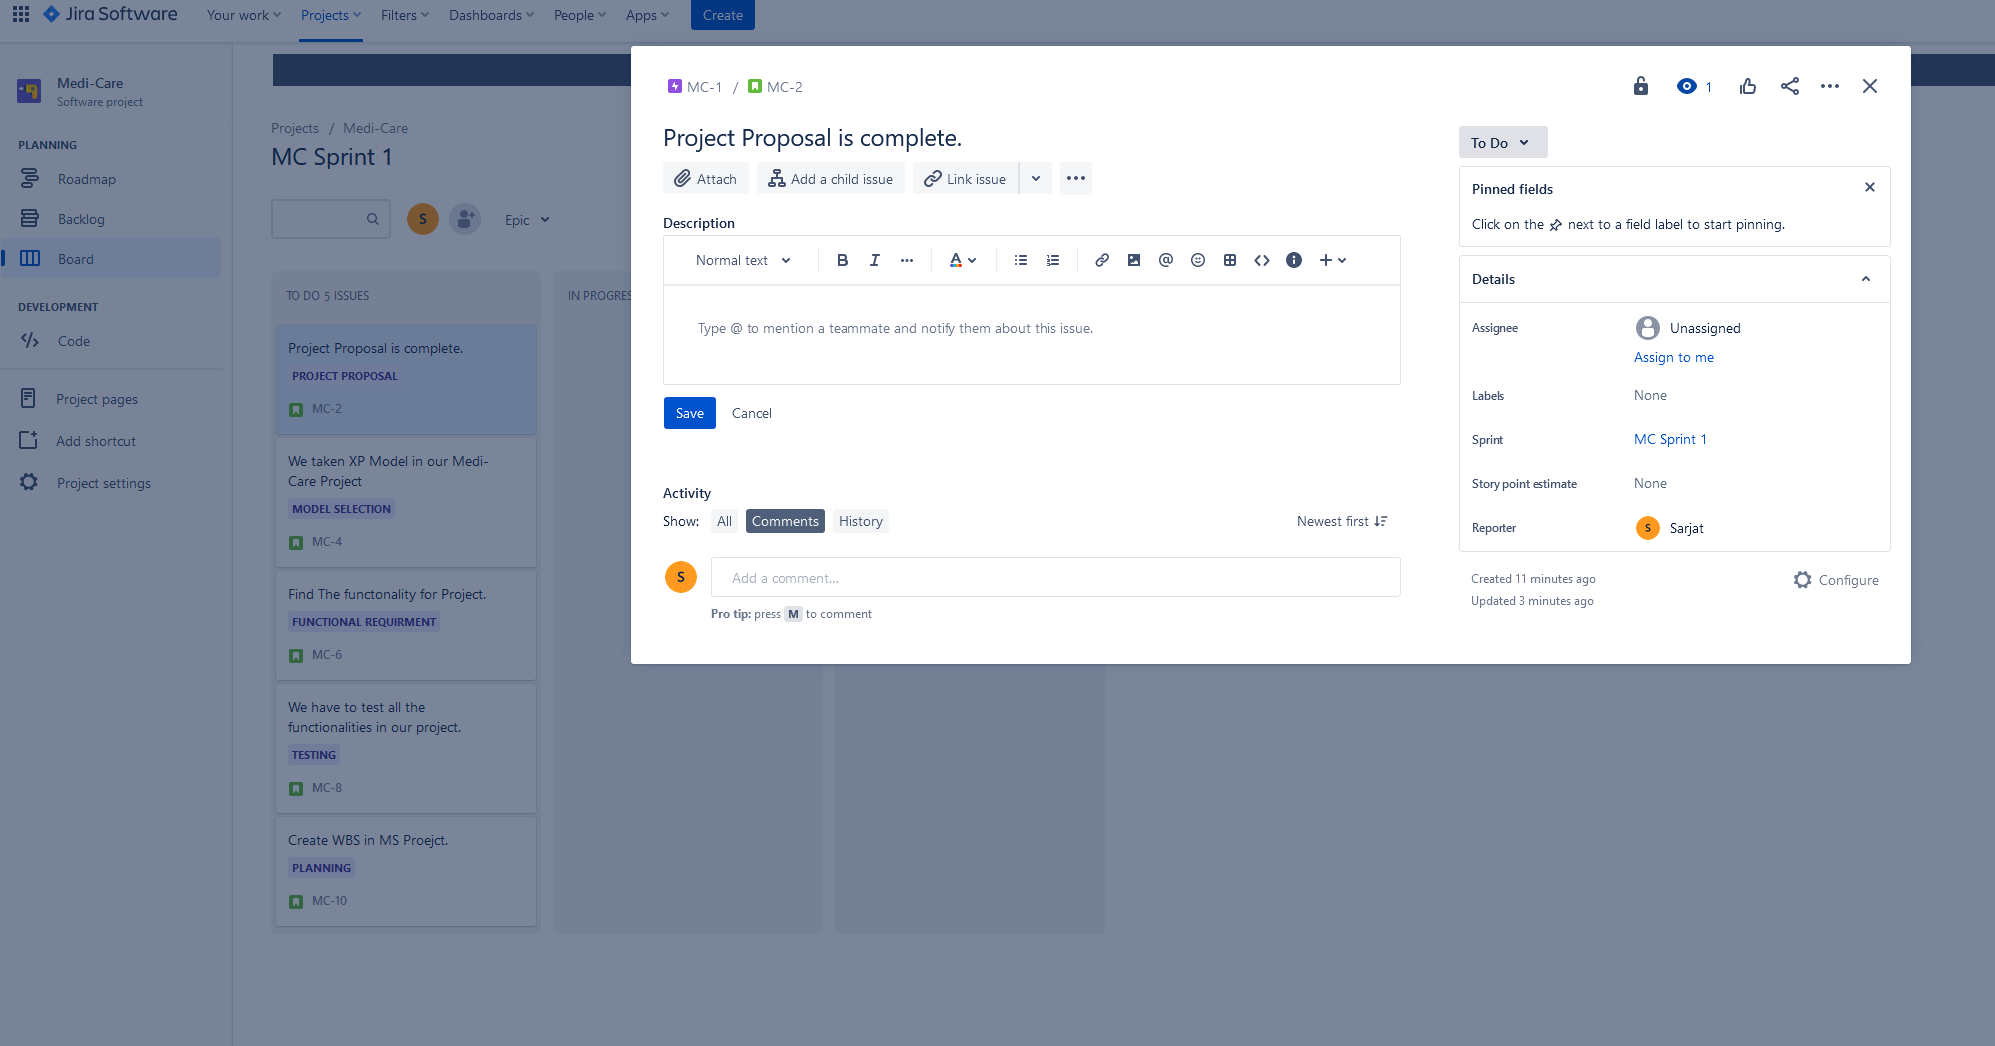 Jira Software
Your work
Projects
Filters
Dashboards
People
Apps
Create
Medi-Care
Software project
PLANNING
Roadmap
Backlog
Board
DEVELOPMENT
Code
Project pages
Add shortcut
Project settings
Projects / Medi-Care
MC Sprint 1
S
Epic
TO DO 5 ISSUES
Project Proposal is complete.
PROJECT PROPOSAL
MC-2
We taken XP Model in our Medi-
Care Project
MODEL SELECTION
MC-4
Find The functonality for Project.
FUNCTIONAL REQUIRMENT
MC-6
We have to test all the
functionalities in our project.
TESTING
MC-8
Create WBS in MS Proejct.
PLANNING
MC-10
IN PROGRES
MC-1 / MC-2
1
Project Proposal is complete.
Attach
Add a child issue
Link issue
Description
Normal text
B I
A
Type @ to mention a teammate and notify them about this issue.
Save
Cancel
Activity
Show: All Comments History
Newest first
S
Add a comment...
Pro tip: press M to comment
To Do
Pinned fields
Click on the next to a field label to start pinning.
Details
Assignee
Unassigned
Assign to me
Labels
None
Sprint
MC Sprint 1
Story point estimate
None
Reporter
S
Sarjat
Created 11 minutes ago
Updated 3 minutes ago
Configure